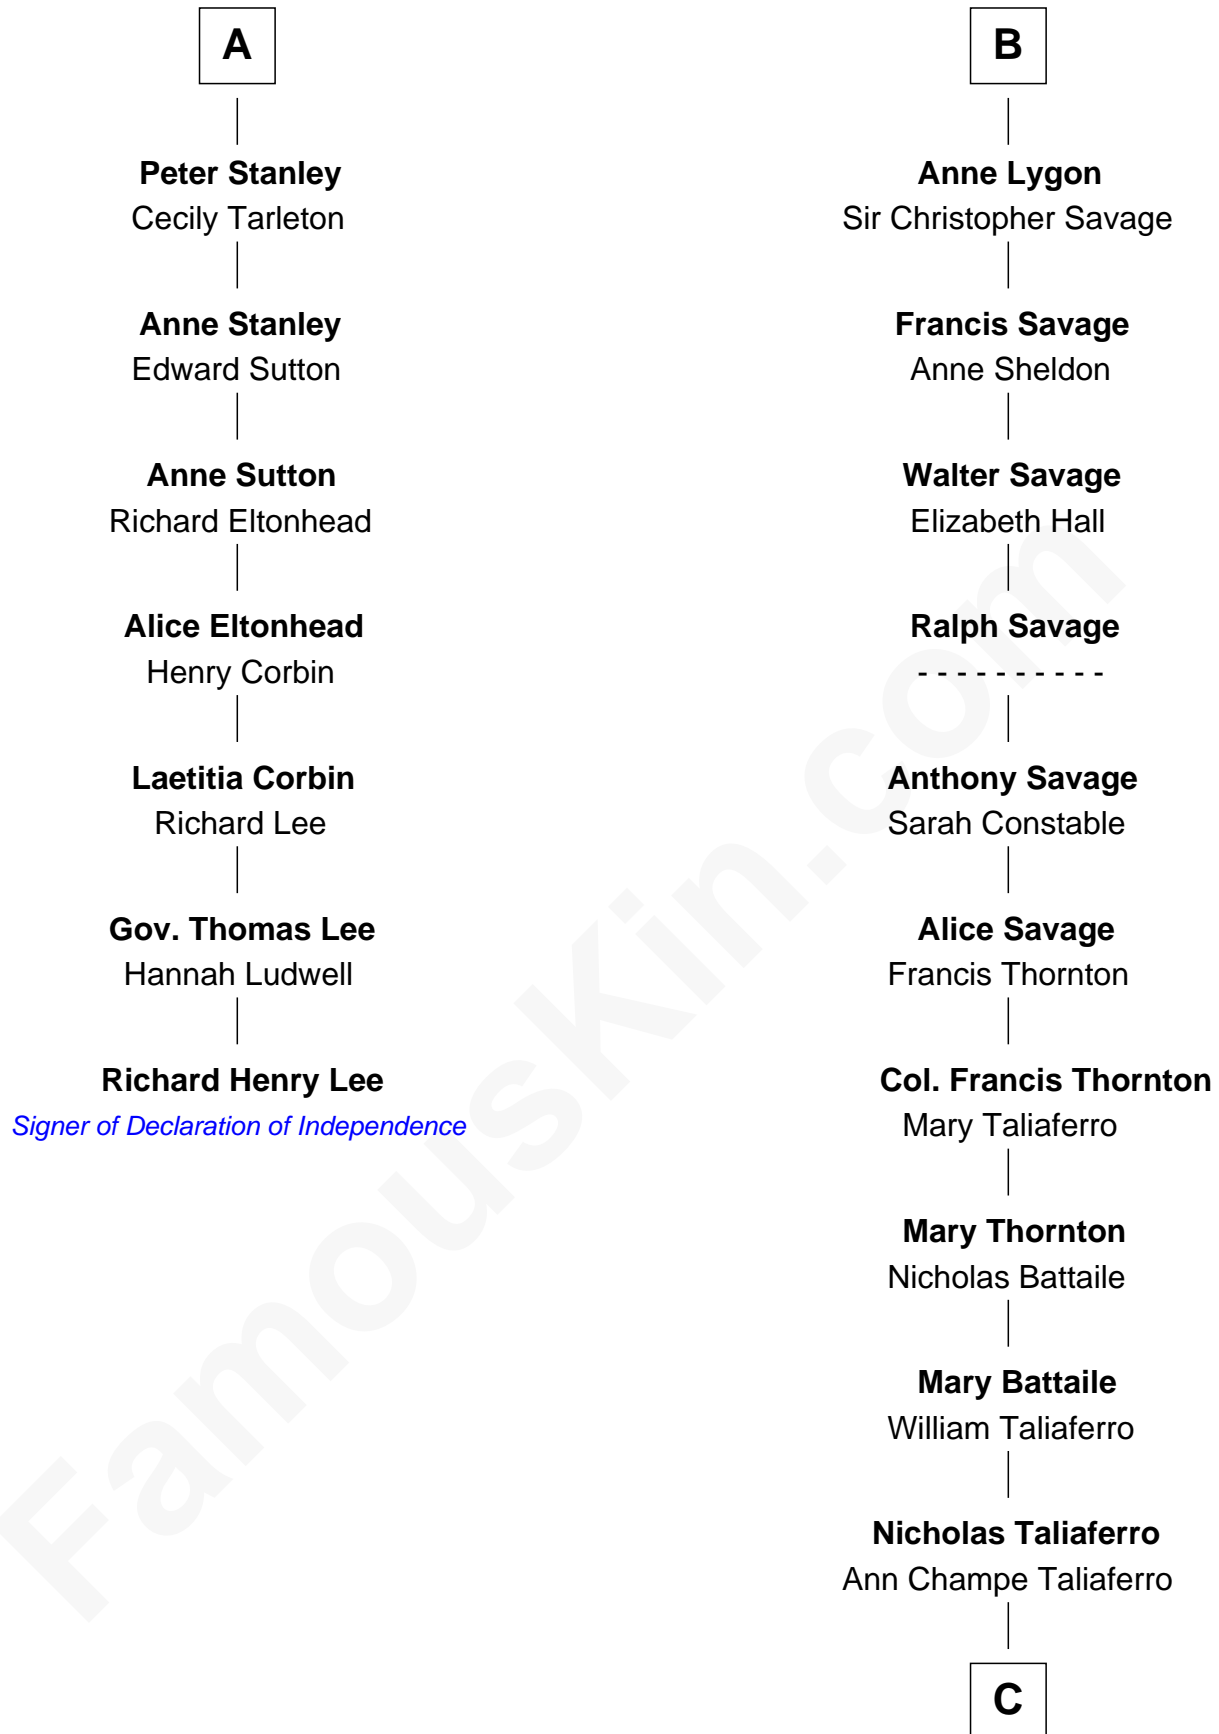 A
Peter Stanley
Cecily Tarleton
Anne Stanley
Edward Sutton
Anne Sutton
Richard Eltonhead
Alice Eltonhead
Henry Corbin
Laetitia Corbin
Richard Lee
Gov. Thomas Lee
Hannah Ludwell
Richard Henry Lee
Signer of Declaration of Independence
B
Anne Lygon
Sir Christopher Savage
Francis Savage
Anne Sheldon
Walter Savage
Elizabeth Hall
Ralph Savage
- - - - - - - - - -
Anthony Savage
Sarah Constable
Alice Savage
Francis Thornton
Col. Francis Thornton
Mary Taliaferro
Mary Thornton
Nicholas Battaile
Mary Battaile
William Taliaferro
Nicholas Taliaferro
Ann Champe Taliaferro
C
FamousKin.com